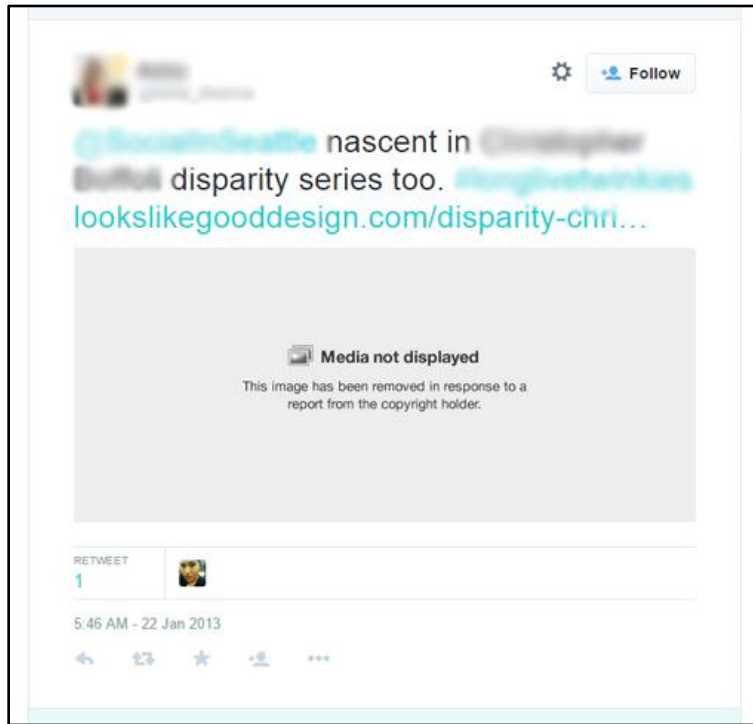 Follow
nascent in
disparity series too.
lookslikegooddesign.com/disparity-chri...
Media not displayed
This image has been removed in response to a
report from the copyright holder.
RETWEET
1
5:46 AM - 22 Jan 2013